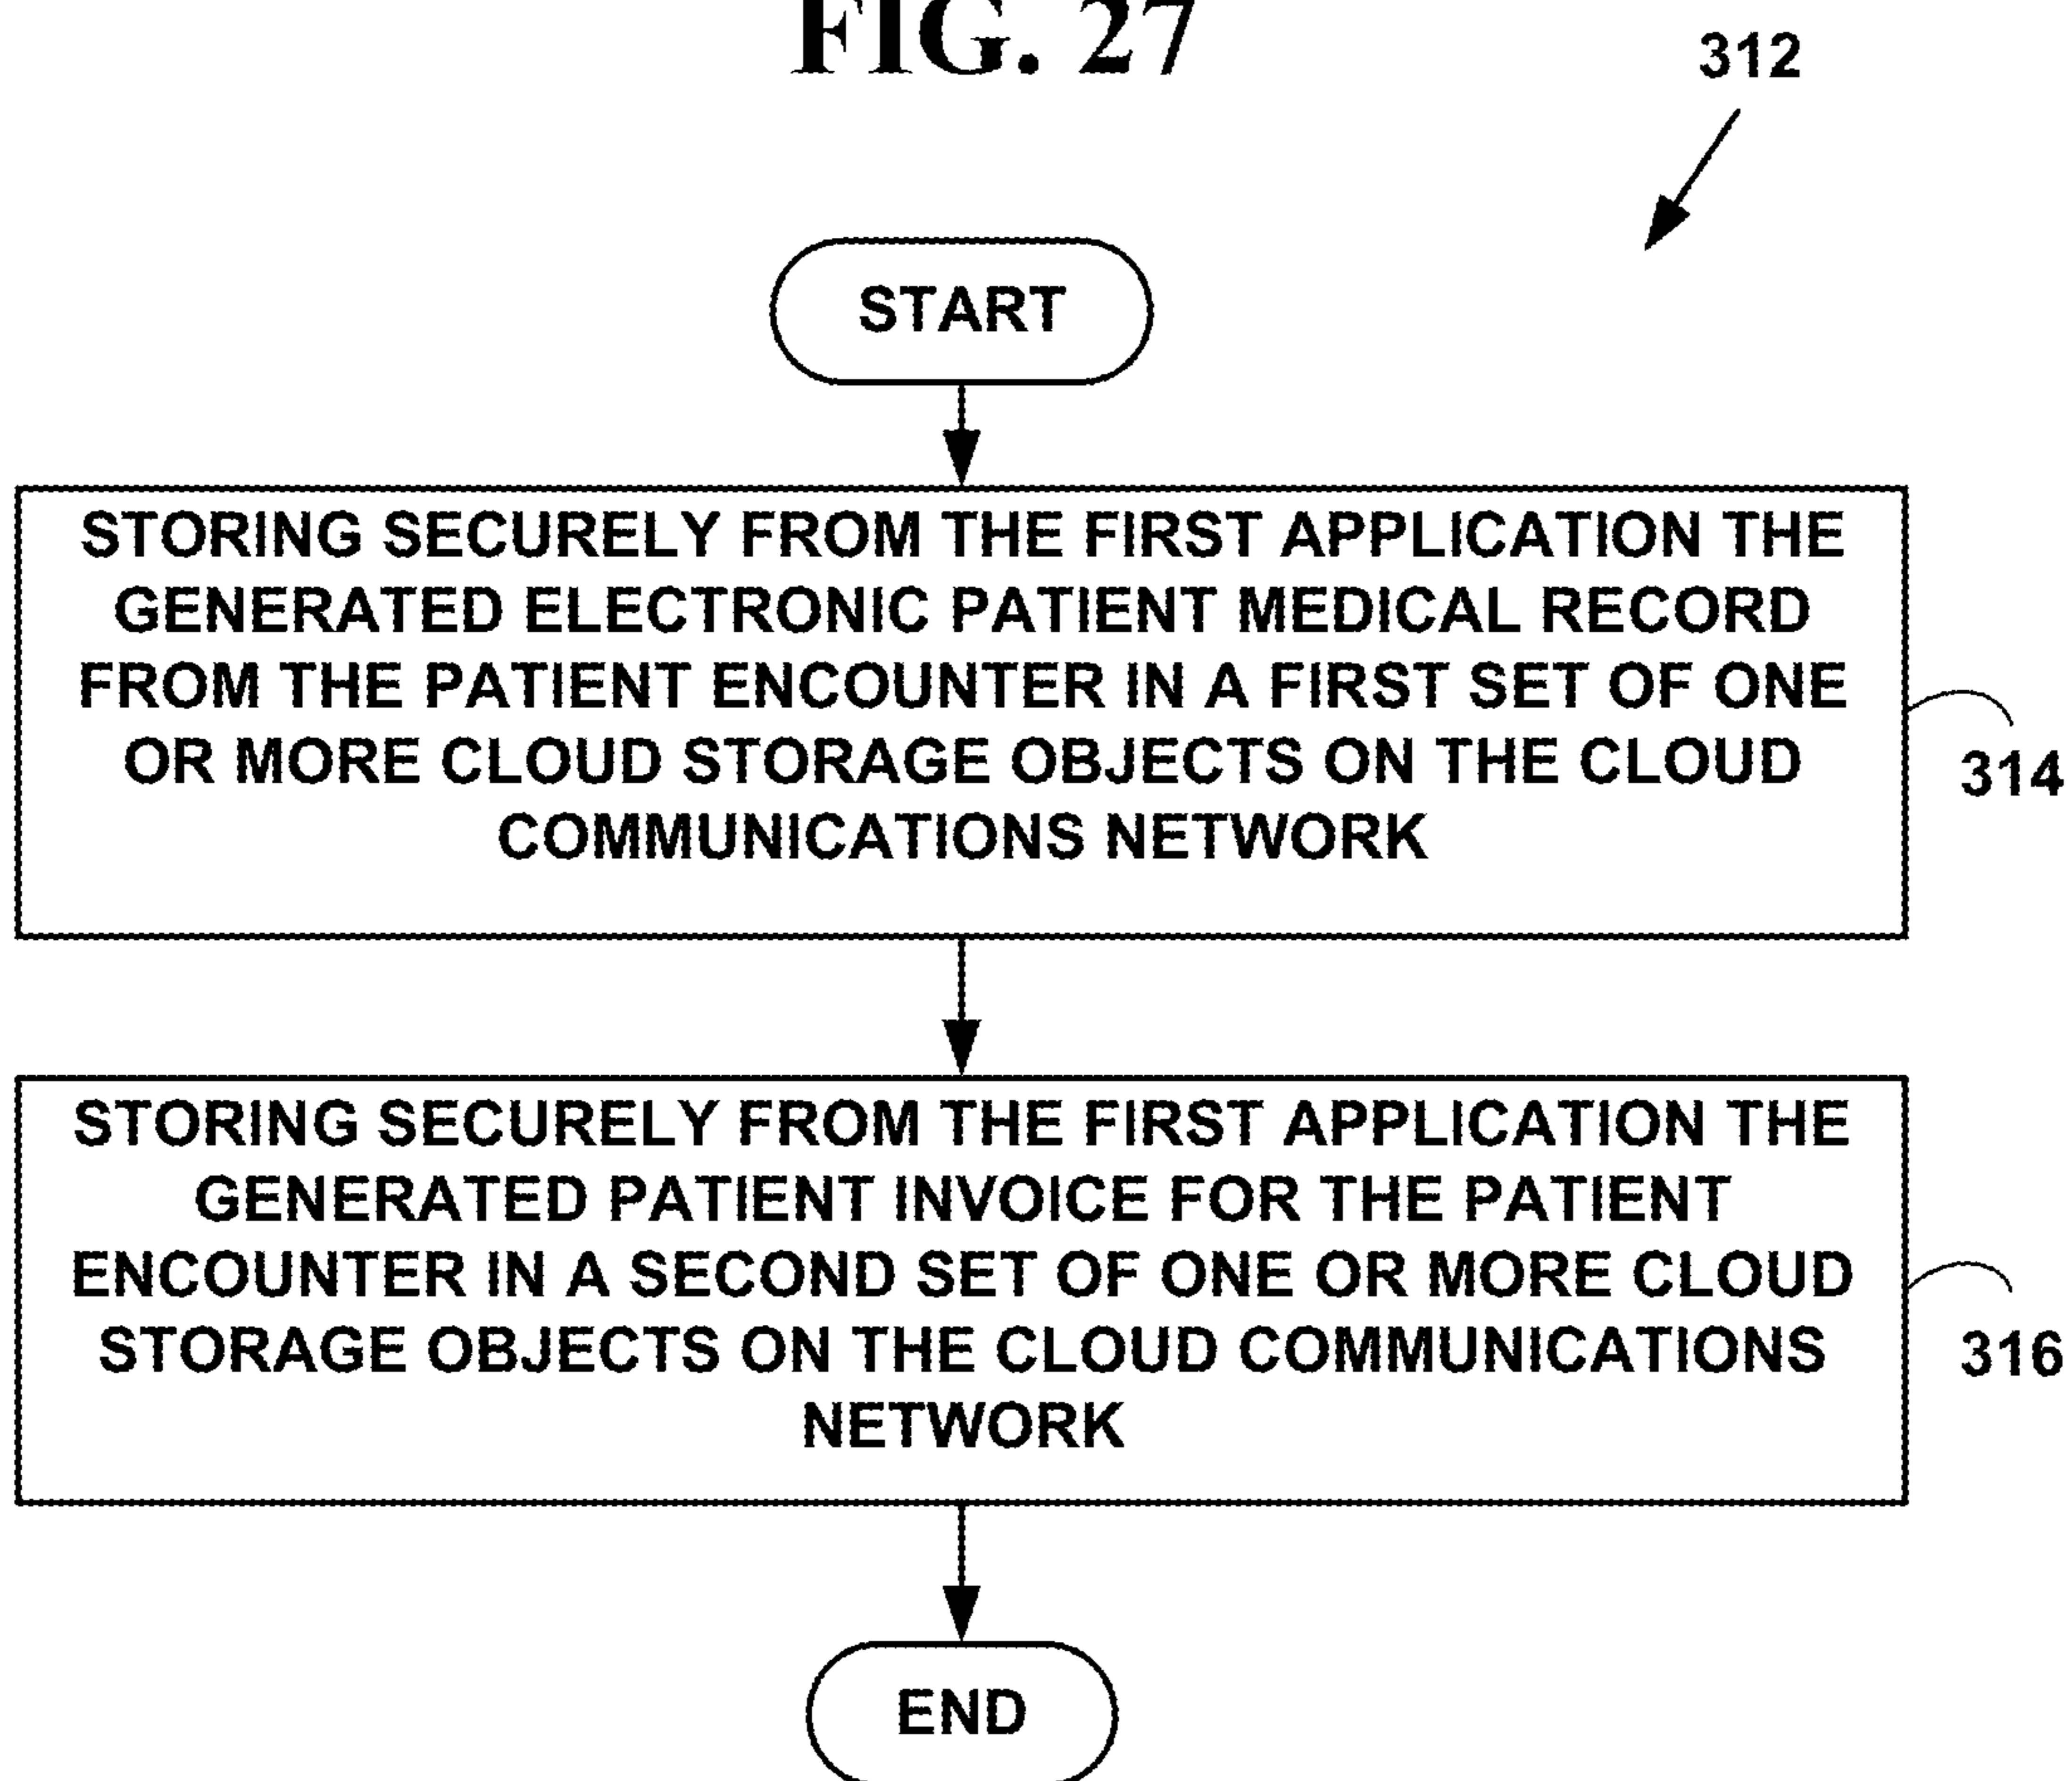 FIG. 27
312
START
STORING SECURELY FROM THE FIRST APPLICATION THE
GENERATED ELECTRONIC PATIENT MEDICAL RECORD
FROM THE PATIENT ENCOUNTER IN A FIRST SET OF ONE
OR MORE CLOUD STORAGE OBJECTS ON THE CLOUD
COMMUNICATIONS NETWORK
314
STORING SECURELY FROM THE FIRST APPLICATION THE
GENERATED PATIENT INVOICE FOR THE PATIENT
ENCOUNTER IN A SECOND SET OF ONE OR MORE CLOUD
STORAGE OBJECTS ON THE CLOUD COMMUNICATIONS
NETWORK
316
END